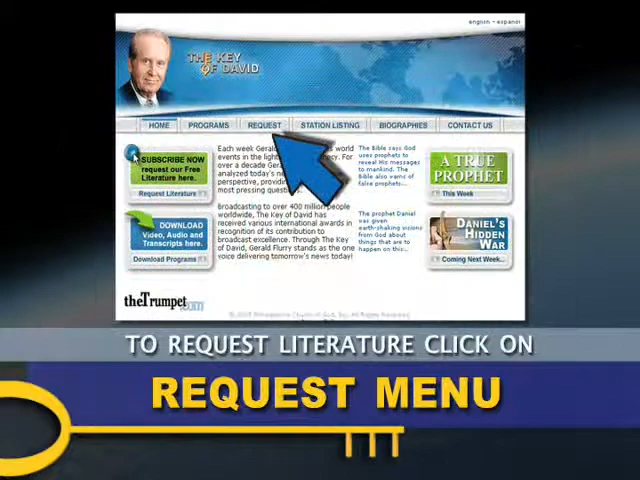 english • espanol
THE KEY
OF DAVID
HOME
PROGRAMS
REQUEST
STATION LISTING
BIOGRAPHIES
CONTACT US
SUBSCRIBE NOW
request our Free
Literature here.
Request Literature
DOWNLOAD
Video, Audio and
Transcripts here.
Download Programs
Each week Geral world
events in the light
over a decade Gera
analyzed today's ne
perspective, providing
most pressing ques
Broadcasting to over 400 million people
worldwide, The Key of David has
received various international awards in
recognition of its contribution to
broadcast excellence. Through The Key
of David, Gerald Flurry stands as the one
voice delivering tomorrow's news today!
The Bible says God
uses prophets to
reveal His messages
to mankind. The
Bible also warns of
false prophets...
The prophet Daniel
was given
earth-shaking visions
from God about
things that are to
happen on this...
A TRUE
PROPHET
This Week
DANIEL'S
HIDDEN
WAR
Coming Next Week...
theTrumpet.com
TO REQUEST LITERATURE CLICK ON
REQUEST MENU